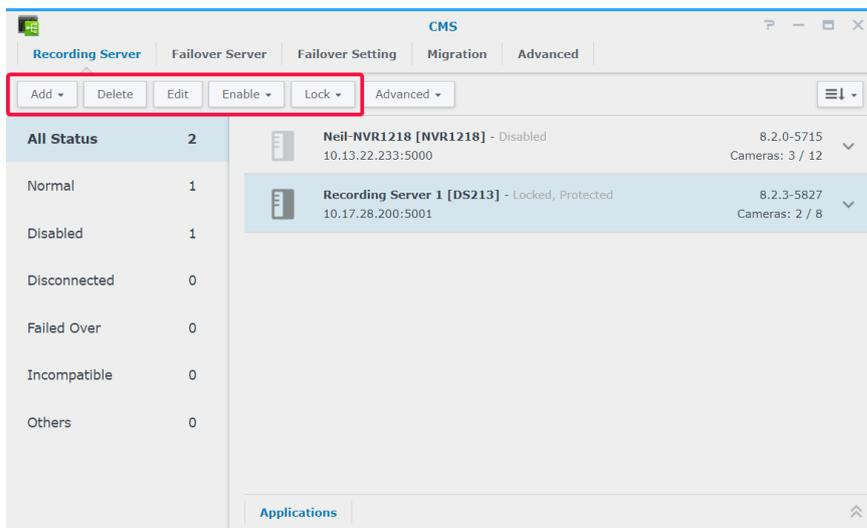 CMS
Recording Server Failover Server Failover Setting Migration Advanced
Add Delete Edit Enable Lock Advanced
All Status 2
Normal 1
Disabled 1
Disconnected 0
Failed Over 0
Incompatible 0
Others 0
Neil-NVR1218 [NVR1218] - Disabled 8.2.0-5715
10.13.22.233:5000 Cameras: 3 / 12
Recording Server 1 [DS213] - Locked, Protected 8.2.3-5827
10.17.28.200:5001 Cameras: 2 / 8
Applications